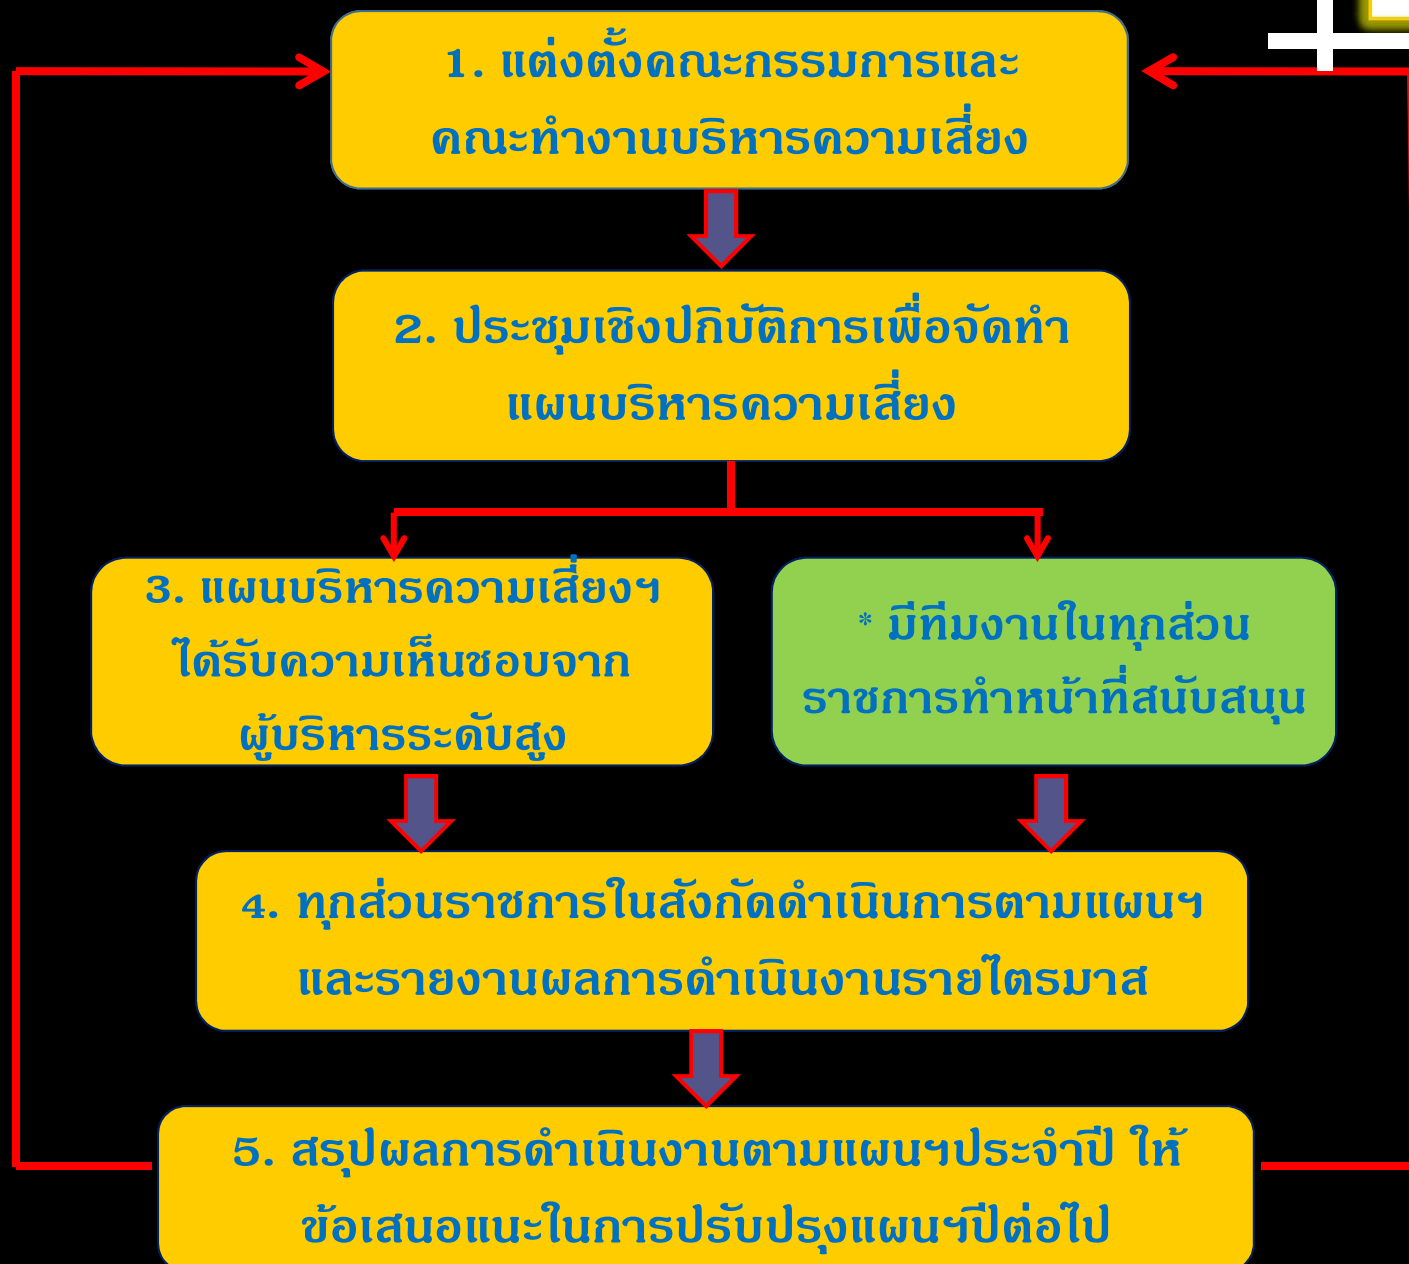 1. แต่งตั้งคณะกรรมการและ
คณะทำงานบริหารความเสี่ยง
2. ประชุมเชิงปฏิบัติการเพื่อจัดทำ
แผนบริหารความเสี่ยง
3. แผนบริหารความเสี่ยงฯ
ได้รับความเห็นชอบจาก
ผู้บริหารระดับสูง
* มีทีมงานในทุกส่วน
ราชการทำหน้าที่สนับสนุน
4. ทุกส่วนราชการในสังกัดดำเนินการตามแผนฯ
และรายงานผลการดำเนินงานรายไตรมาส
5. สรุปผลการดำเนินงานตามแผนฯประจำปี ให้
ข้อเสนอแนะในการปรับปรุงแผนฯปีต่อไป